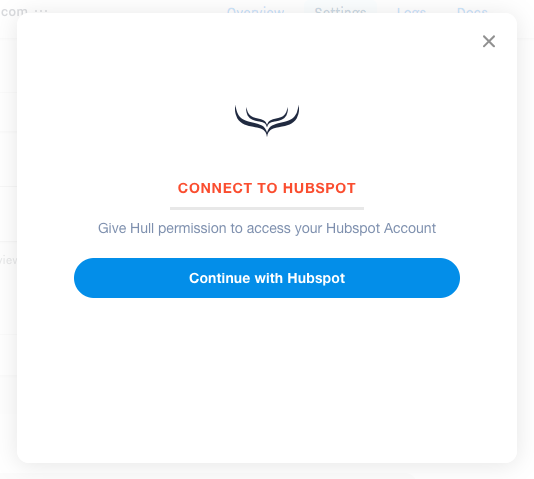 com ...
Overview Settings Logs Docs
CONNECT TO HUBSPOT
Give Hull permission to access your Hubspot Account
Continue with Hubspot